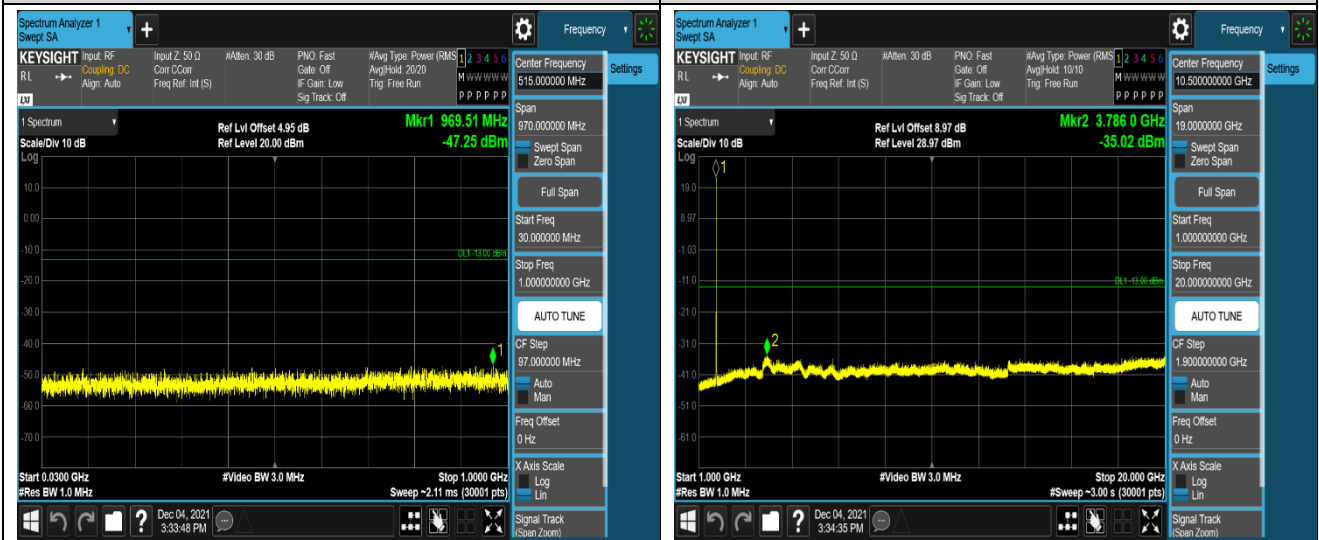 Spectrum Analyzer 1
Swept SA
+
Frequency
KEYSIGHT
RL
LXI
Input: RF
Coupling: DC
Align: Auto
Input Z: 50 Ω
Corr CCorr
Freq Ref: Int (S)
#Atten: 30 dB
PNO: Fast
Gate: Off
IF Gain: Low
Sig Track: Off
#Avg Type: Power (RMS
Avg|Hold: 20/20
Trig: Free Run
1 2 3 4 5 6
M W W W W W
P P P P P P
Center Frequency
515.000000 MHz
Settings
Span
970.000000 MHz
Swept Span
Zero Span
Full Span
Start Freq
30.000000 MHz
Stop Freq
1.000000000 GHz
AUTO TUNE
CF Step
97.000000 MHz
Auto
Man
Freq Offset
0 Hz
X Axis Scale
Log
Lin
Signal Track
(Span Zoom)
1 Spectrum
Scale/Div 10 dB
Log
Ref Lvl Offset 4.95 dB
Ref Level 20.00 dBm
Mkr1 969.51 MHz
-47.25 dBm
10.0
0.00
-10.0
DL1 -13.00 dBm
-20.0
-30.0
-40.0
1
-50.0
-60.0
-70.0
Start 0.0300 GHz
#Video BW 3.0 MHz
Stop 1.0000 GHz
#Res BW 1.0 MHz
Sweep ~2.11 ms (30001 pts)
?
Dec 04, 2021
3:33:48 PM
Spectrum Analyzer 1
Swept SA
+
Frequency
KEYSIGHT
RL
LXI
Input: RF
Coupling: DC
Align: Auto
Input Z: 50 Ω
Corr CCorr
Freq Ref: Int (S)
#Atten: 30 dB
PNO: Fast
Gate: Off
IF Gain: Low
Sig Track: Off
#Avg Type: Power (RMS
Avg|Hold: 10/10
Trig: Free Run
1 2 3 4 5 6
M W W W W W
P P P P P P
Center Frequency
10.500000000 GHz
Settings
Span
19.0000000 GHz
Swept Span
Zero Span
Full Span
Start Freq
1.000000000 GHz
Stop Freq
20.000000000 GHz
AUTO TUNE
CF Step
1.900000000 GHz
Auto
Man
Freq Offset
0 Hz
X Axis Scale
Log
Lin
Signal Track
(Span Zoom)
1 Spectrum
Scale/Div 10 dB
Log
Ref Lvl Offset 8.97 dB
Ref Level 28.97 dBm
Mkr2 3.786 0 GHz
-35.02 dBm
1
19.0
8.97
-1.03
-11.0
DL1 -13.00 dBm
-21.0
-31.0
2
-41.0
-51.0
-61.0
Start 1.000 GHz
#Video BW 3.0 MHz
Stop 20.000 GHz
#Res BW 1.0 MHz
#Sweep ~3.00 s (30001 pts)
?
Dec 04, 2021
3:34:35 PM